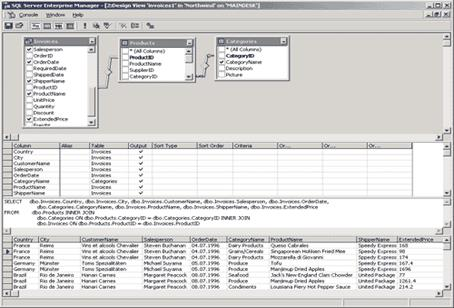 SQL Server Enterprise Manager - [2:Design View 'invoices1' in 'Northwind' on 'MAINDESK']
Console Window Help
Invoices
Salesperson
OrderID
OrderDate
RequiredDate
ShippedDate
ShipperName
ProductID
ProductName
UnitPrice
Quantity
Discount
ExtendedPrice
Freight
Products
* (All Columns)
ProductID
ProductName
SupplierID
CategoryID
Categories
* (All Columns)
CategoryID
CategoryName
Description
Picture
Column Alias Table Output Sort Type Sort Order Criteria Or... Or... Or...
Country Invoices
City Invoices
CustomerName Invoices
Salesperson Invoices
OrderDate Invoices
CategoryName Categories
ProductName Invoices
ShipperName Invoices
SELECT dbo.Invoices.Country, dbo.Invoices.City, dbo.Invoices.CustomerName, dbo.Invoices.Salesperson, dbo.Invoices.OrderDate,
dbo.Categories.CategoryName, dbo.Invoices.ProductName, dbo.Invoices.ShipperName, dbo.Invoices.ExtendedPrice
FROM dbo.Products INNER JOIN
dbo.Categories ON dbo.Products.CategoryID = dbo.Categories.CategoryID INNER JOIN
dbo.Invoices ON dbo.Products.ProductID = dbo.Invoices.ProductID
Country City CustomerName Salesperson OrderDate CategoryName ProductName ShipperName ExtendedPrice
France Reims Vins et alcools Chevalier Steven Buchanan 04.07.1996 Dairy Products Queso Cabrales Speedy Express 168
France Reims Vins et alcools Chevalier Steven Buchanan 04.07.1996 Grains/Cereals Singaporean Hokkien Fried Mee Speedy Express 98
France Reims Vins et alcools Chevalier Steven Buchanan 04.07.1996 Dairy Products Mozzarella di Giovanni Speedy Express 174
Germany Münster Toms Spezialitäten Michael Suyama 05.07.1996 Produce Tofu Speedy Express 167.4
Germany Münster Toms Spezialitäten Michael Suyama 05.07.1996 Produce Manjimup Dried Apples Speedy Express 1696
Brazil Rio de Janeiro Hanari Carnes Margaret Peacock 08.07.1996 Seafood Jack's New England Clam Chowder United Package 77
Brazil Rio de Janeiro Hanari Carnes Margaret Peacock 08.07.1996 Produce Manjimup Dried Apples United Package 1261.4
Brazil Rio de Janeiro Hanari Carnes Margaret Peacock 08.07.1996 Condiments Louisiana Fiery Hot Pepper Sauce United Package